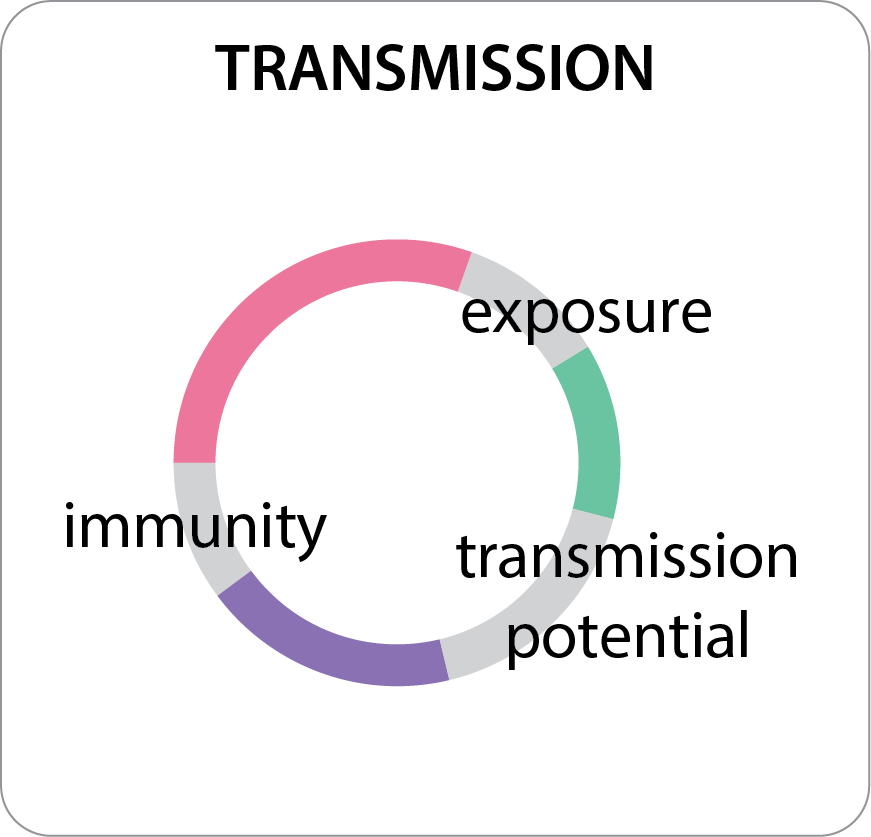 TRANSMISSION
exposure
immunity
transmission
potential